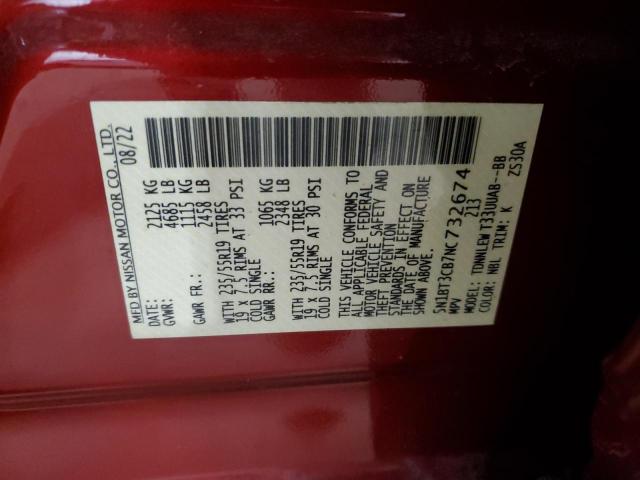 MFD BY NISSAN MOTOR CO., LTD.
08/22
GVWR: 2125 KG
4685 LB
GAWR FR.: 1115 KG
2458 LB
WITH 235/55R19 TIRES
19 X 7.5 RIMS AT 33 PSI
COLD SINGLE
GAWR RR.: 1065 KG
2348 LB
WITH 235/55R19 TIRES
19 X 7.5 RIMS AT 30 PSI
COLD SINGLE
THIS VEHICLE CONFORMS TO
ALL APPLICABLE FEDERAL
MOTOR VEHICLE SAFETY AND
THEFT PREVENTION
STANDARDS IN EFFECT ON
THE DATE OF MANUFACTURE
SHOWN ABOVE.
5N1BT3CB7NC732674
MPV 213
MODEL: TDWNLEW T33UUAB--BB
COLOR: NBL TRIM: K ZS30A